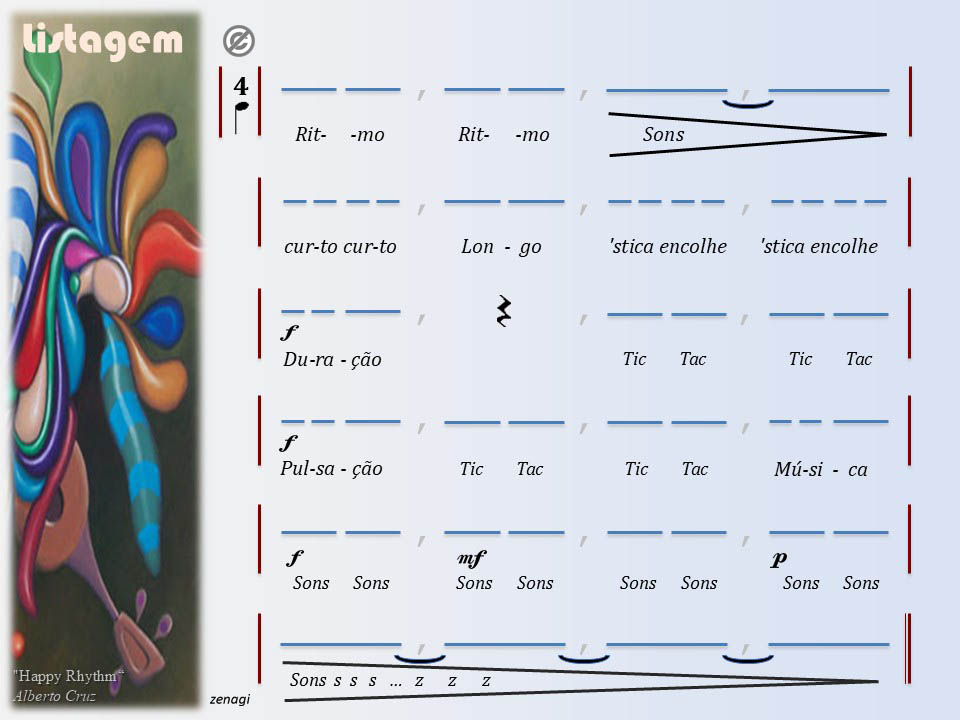 Listagem
4
Rit- -mo Rit- -mo Sons
cur-to cur-to Lon - go 'stica encolhe 'stica encolhe
f
Du-ra - ção Tic Tac Tic Tac
f
Pul-sa - ção Tic Tac Tic Tac Mú-si - ca
f mf p
Sons Sons Sons Sons Sons Sons Sons Sons
Sons s s s ... z z z
"Happy Rhythm"
Alberto Cruz
zenagi